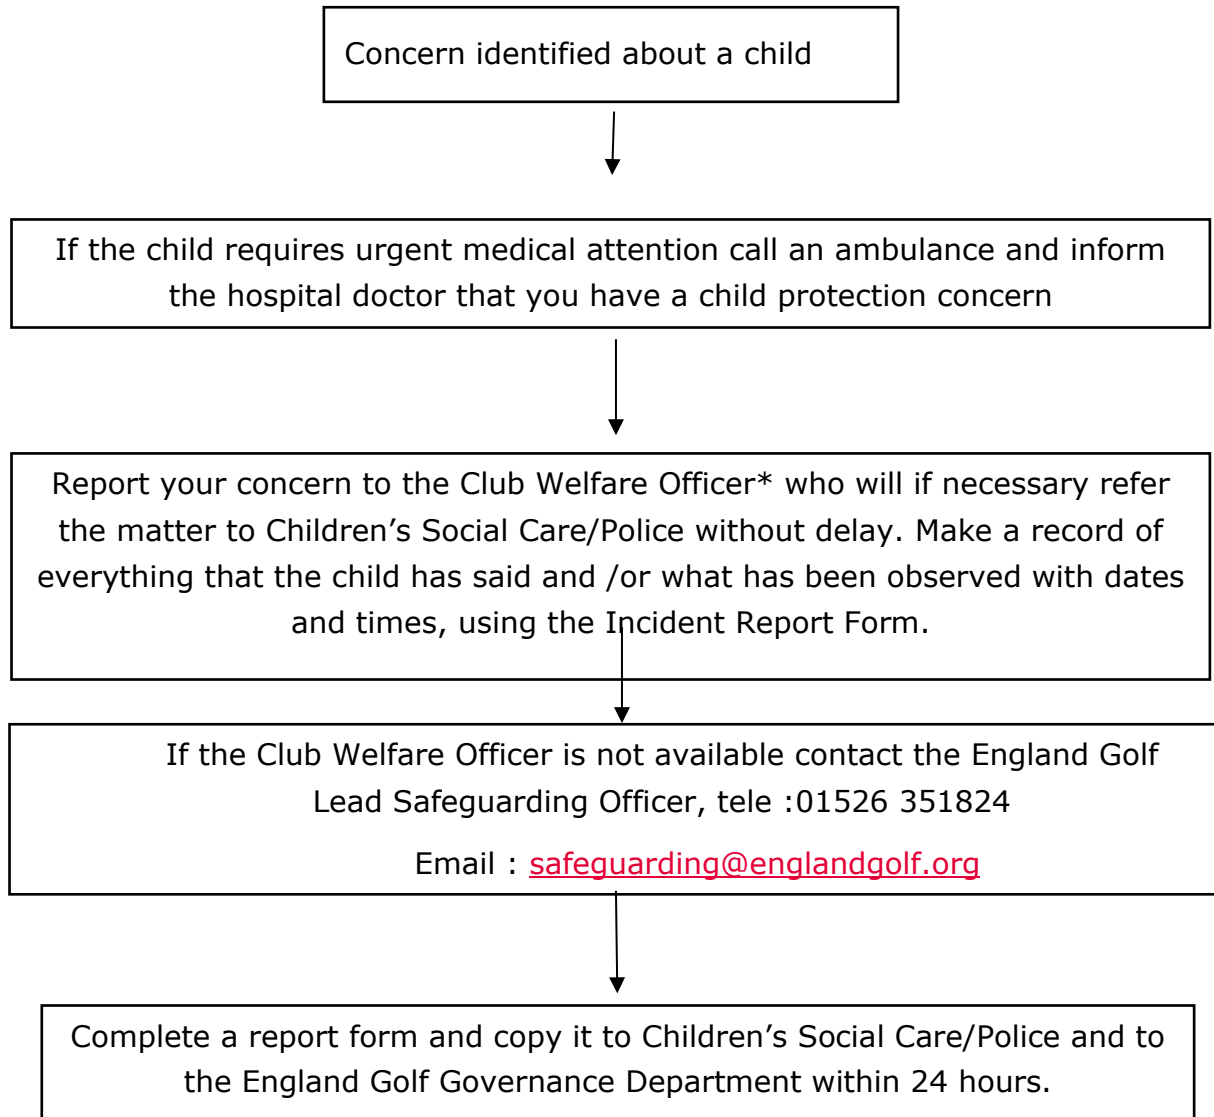 Concern identified about a child
If the child requires urgent medical attention call an ambulance and inform
the hospital doctor that you have a child protection concern
Report your concern to the Club Welfare Officer* who will if necessary refer
the matter to Children’s Social Care/Police without delay. Make a record of
everything that the child has said and /or what has been observed with dates
and times, using the Incident Report Form.
If the Club Welfare Officer is not available contact the England Golf
Lead Safeguarding Officer, tele :01526 351824
Email : safeguarding@englandgolf.org
Complete a report form and copy it to Children’s Social Care/Police and to
the England Golf Governance Department within 24 hours.